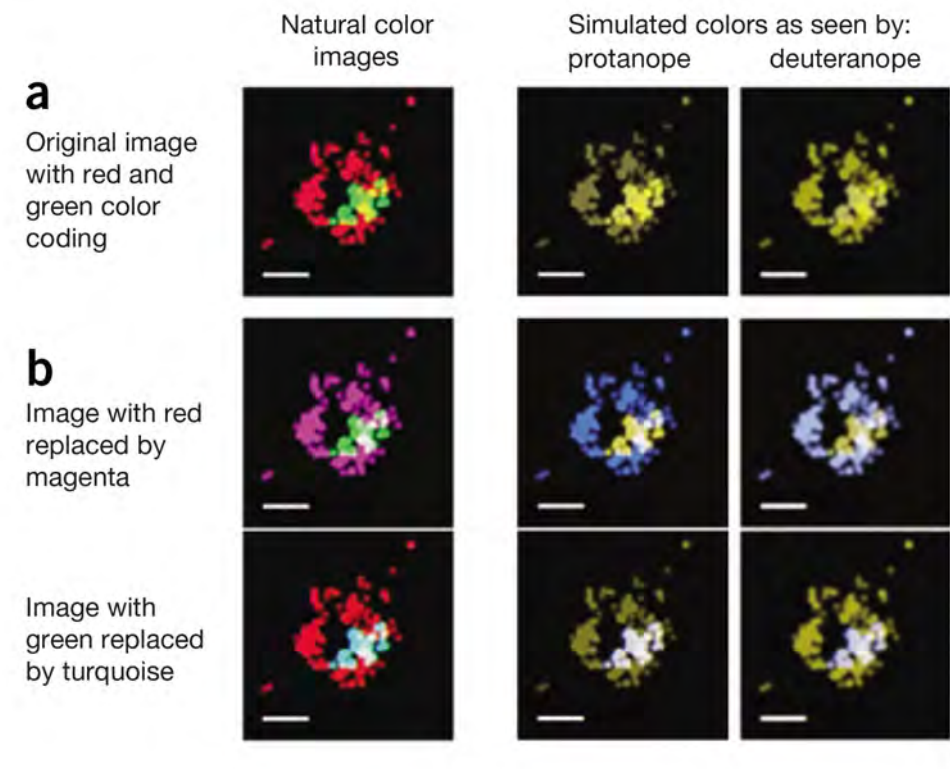 Natural color
images
Simulated colors as seen by:
protanope
deuteranope
a
Original image
with red and
green color
coding
b
Image with red
replaced by
magenta
Image with
green replaced
by turquoise